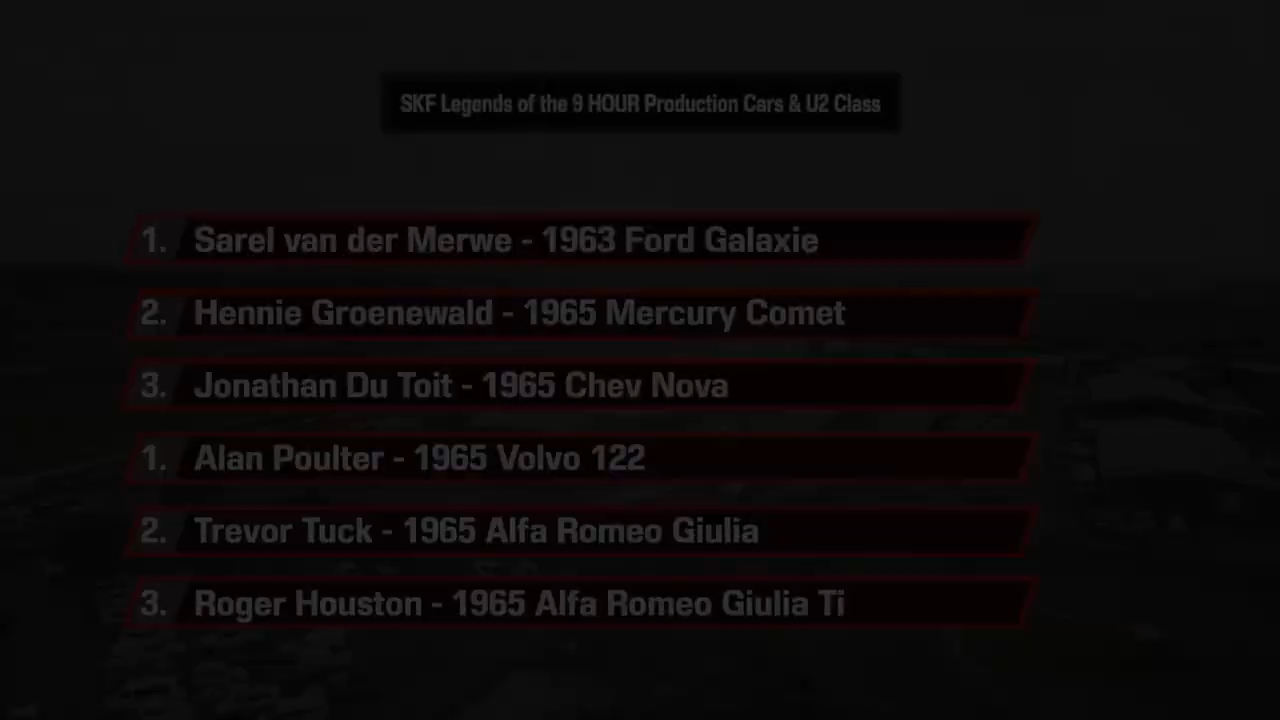 SKF Legends of the 9 HOUR Production Cars & U2 Class
1. Sarel van der Merwe - 1963 Ford Galaxie
2. Hennie Groenewald - 1965 Mercury Comet
3. Jonathan Du Toit - 1965 Chev Nova
1. Alan Poulter - 1965 Volvo 122
2. Trevor Tuck - 1965 Alfa Romeo Giulia
3. Roger Houston - 1965 Alfa Romeo Giulia Ti